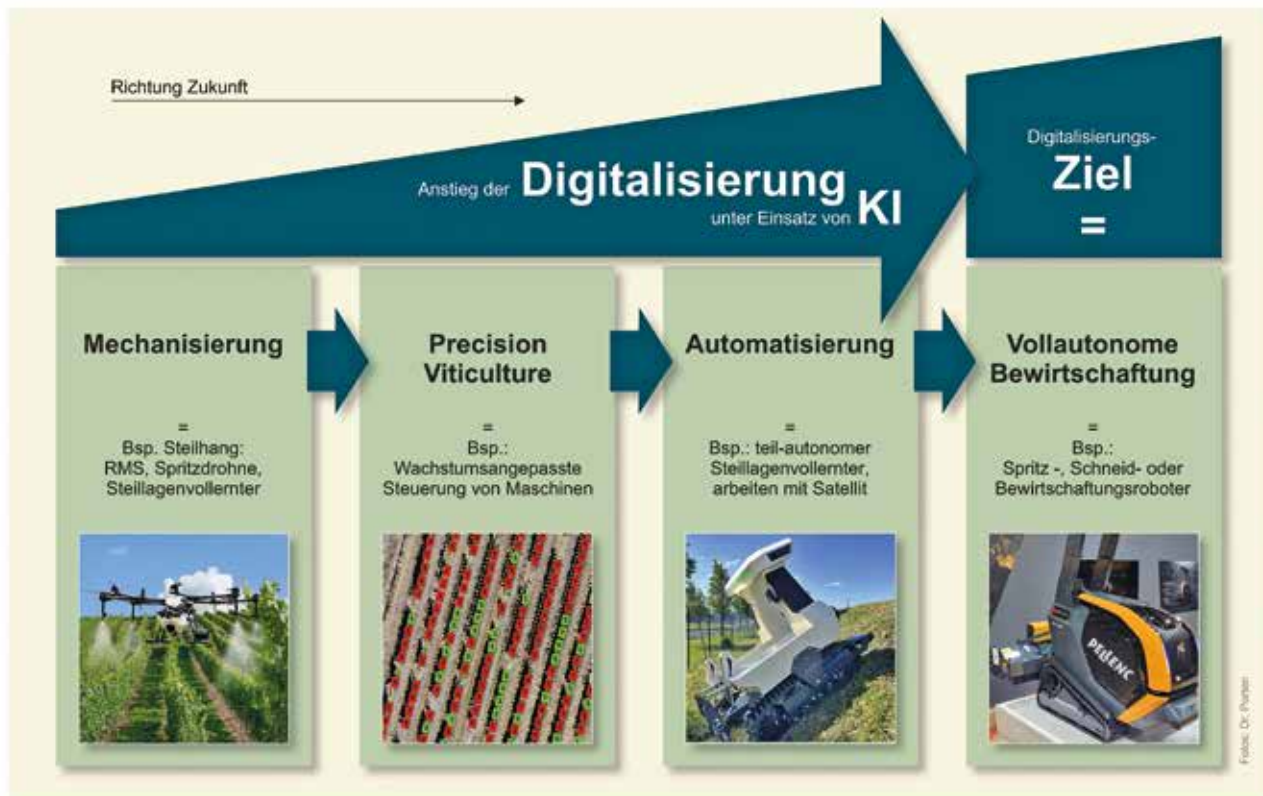 Richtung Zukunft
Anstieg der Digitalisierung
unter Einsatz von KI
Digitalisierungs-
Ziel
=
Mechanisierung
=
Bsp. Steilhang:
RMS, Spritzdrohne,
Steillagenvollernter
Precision
Viticulture
=
Bsp.:
Wachstumsangepasste
Steuerung von Maschinen
Automatisierung
=
Bsp.: teil-autonomer
Steillagenvollernter,
arbeiten mit Satellit
Vollautonome
Bewirtschaftung
=
Bsp.:
Spritz -, Schneid- oder
Bewirtschaftungsroboter
PELLENC
Fotos: Dr.